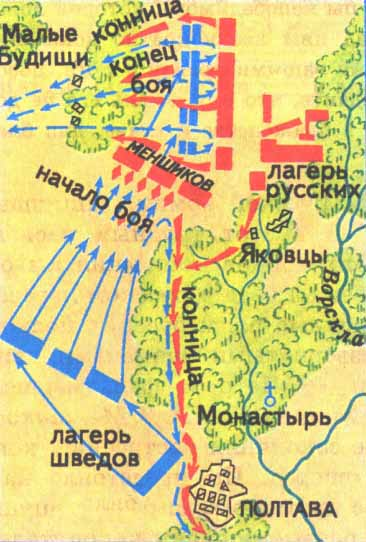 конница
Малые
Будищи
конец
боя
МЕНШИКОВ
лагерь
русских
начало боя
Яковцы
Ворскла
конница
Монастырь
лагерь
шведов
ПОЛТАВА